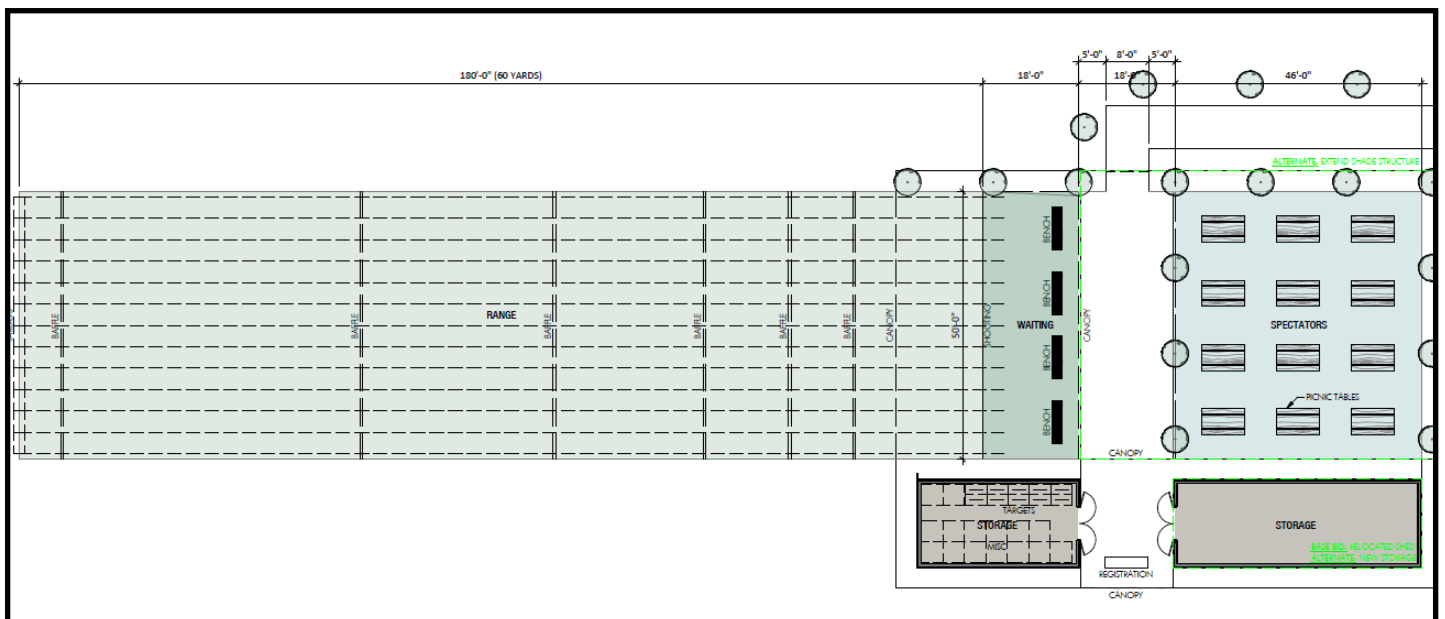 5'-0" 8'-0" 5'-0"
180'-0" (60 YARDS) 18'-0" 18'-0" 46'-0"
ALTERNATE, EXTEND SHADE STRUCTURE
BENCH
BENCH
BENCH
BENCH
BAFFLE
BAFFLE
BAFFLE
BAFFLE
BAFFLE
BAFFLE
CANOPY
50'-0"
SHOOTING
CANOPY
RANGE
WAITING
SPECTATORS
PICNIC TABLES
CANOPY
TARGETS
STORAGE
MISC
STORAGE
BASE BID, RELOCATED SHED
ALTERNATE, NEW STORAGE
REGISTRATION
CANOPY